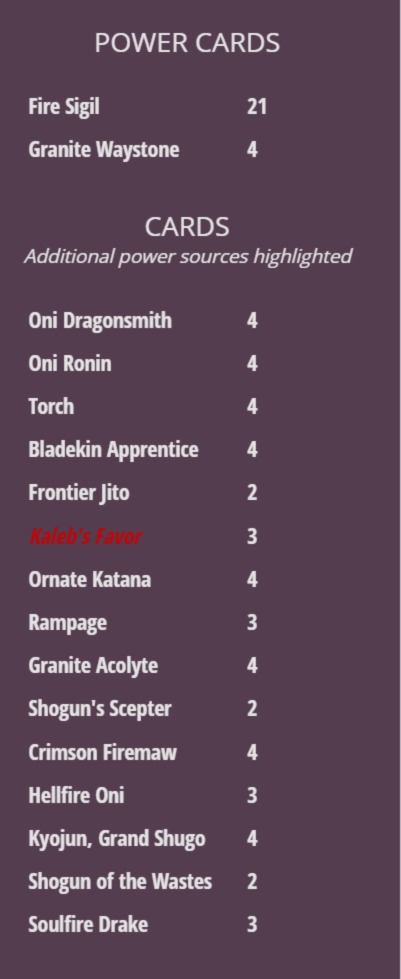 POWER CARDS
Fire Sigil 21
Granite Waystone 4
CARDS
Additional power sources highlighted
Oni Dragonsmith 4
Oni Ronin 4
Torch 4
Bladekin Apprentice 4
Frontier Jito 2
Kaleb's Favor 3
Ornate Katana 4
Rampage 3
Granite Acolyte 4
Shogun's Scepter 2
Crimson Firemaw 4
Hellfire Oni 3
Kyojun, Grand Shugo 4
Shogun of the Wastes 2
Soulfire Drake 3